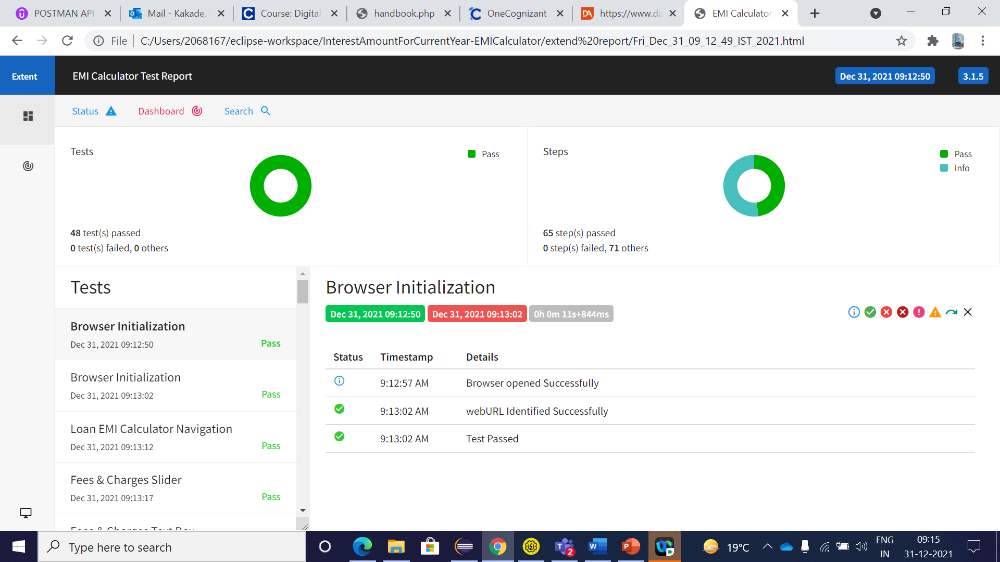 POSTMAN API
Mail - Kakade,
Course: Digital
handbook.php
OneCognizant
https://www.da
EMI Calculator
File
C:/Users/2068167/eclipse-workspace/InterestAmountForCurrentYear-EMICalculator/extend%20report/Fri_Dec_31_09_12_49_IST_2021.html
Extent
EMI Calculator Test Report
Dec 31, 2021 09:12:50
3.1.5
Status
Dashboard
Search
Tests
Pass
48 test(s) passed
0 test(s) failed, 0 others
Steps
Pass
Info
65 step(s) passed
0 step(s) failed, 71 others
Tests
Browser Initialization
Dec 31, 2021 09:12:50
Pass
Browser Initialization
Dec 31, 2021 09:13:02
Pass
Loan EMI Calculator Navigation
Dec 31, 2021 09:13:12
Pass
Fees & Charges Slider
Dec 31, 2021 09:13:17
Pass
Fees & Charges Text Box
Browser Initialization
Dec 31, 2021 09:12:50
Dec 31, 2021 09:13:02
0h 0m 11s+844ms
Status Timestamp Details
9:12:57 AM Browser opened Successfully
9:13:02 AM webURL Identified Successfully
9:13:02 AM Test Passed
Type here to search
2
19°C
ENG
IN
09:15
31-12-2021